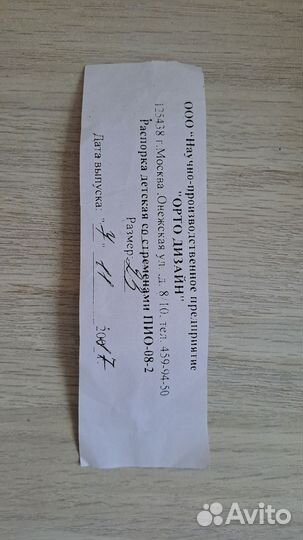 ООО "Научно-производственное предприятие
"ОРТО ДИЗАЙН"
125438 г.Москва ,Онежская ул. ,д. 8/10. тел. 459-94-50
Распорка детская со стременами ПИО-08-2
Размер
Дата выпуска: " " 11 2007
Avito